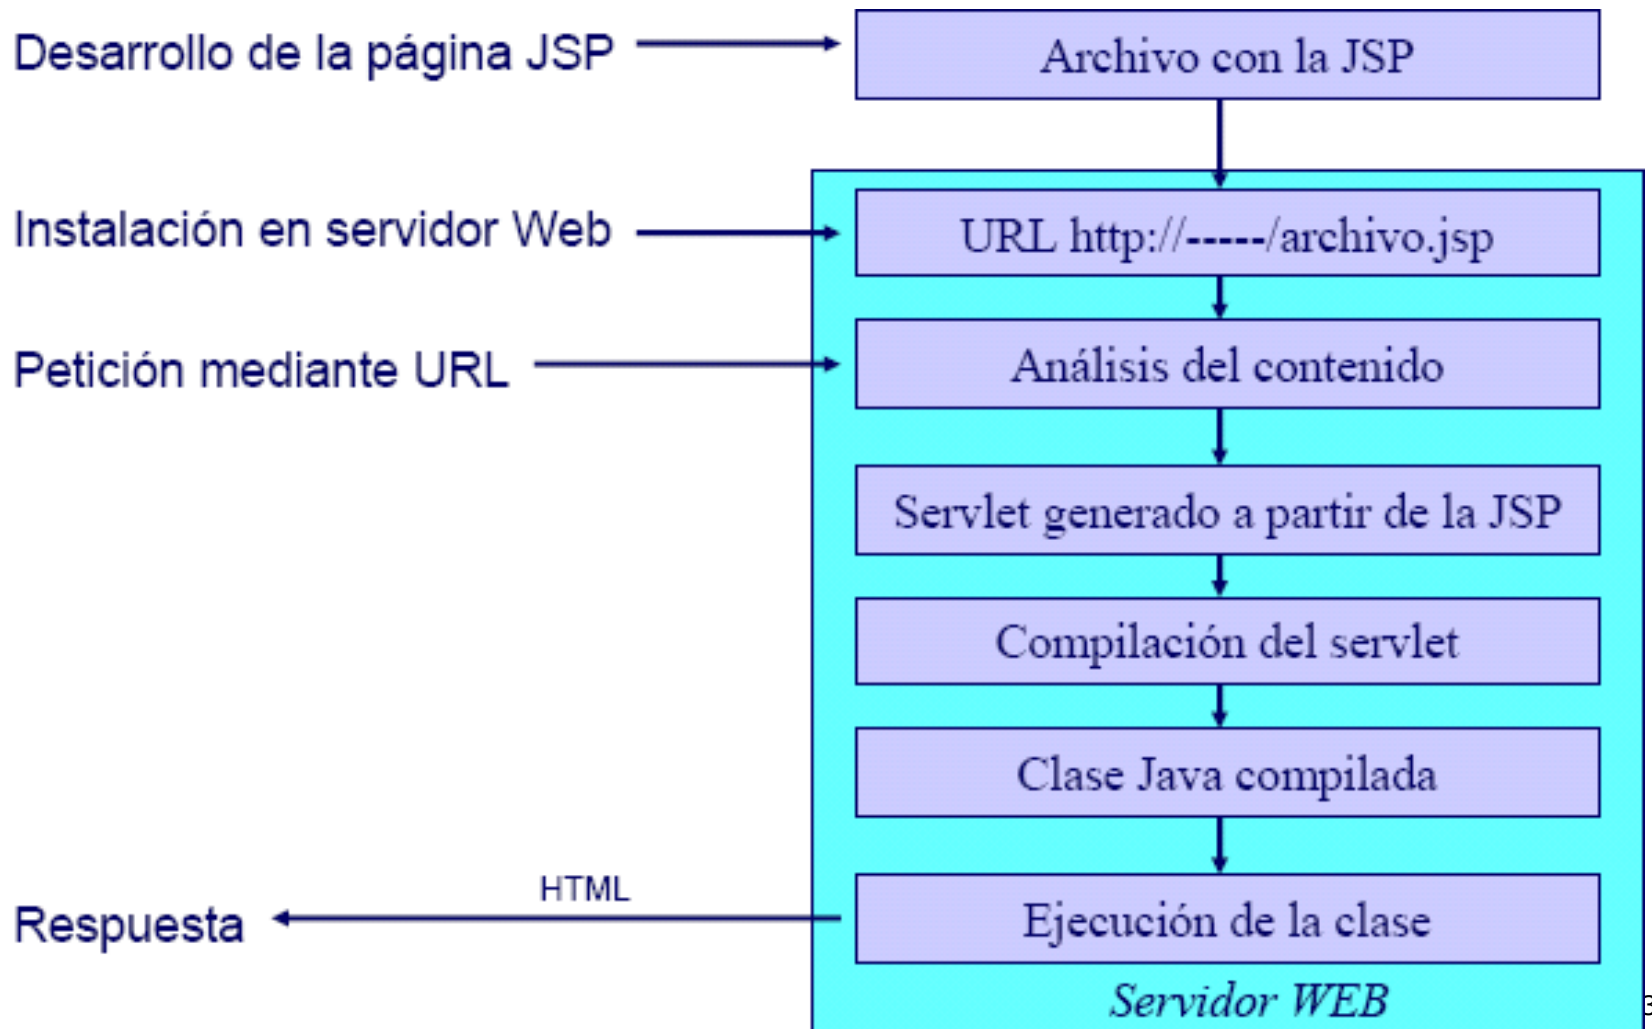 Desarrollo de la página JSP
Archivo con la JSP
Instalación en servidor Web
URL http://-----/archivo.jsp
Petición mediante URL
Análisis del contenido
Servlet generado a partir de la JSP
Compilación del servlet
Clase Java compilada
HTML
Respuesta
Ejecución de la clase
Servidor WEB